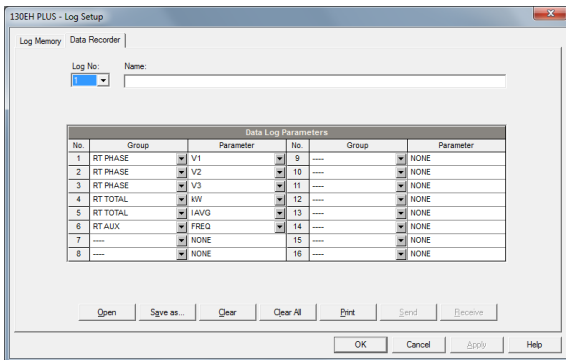 130EH PLUS - Log Setup
Log Memory Data Recorder
Log No: Name:
1
Data Log Parameters
No. Group Parameter No. Group Parameter
1 RT PHASE V1 9 ---- NONE
2 RT PHASE V2 10 ---- NONE
3 RT PHASE V3 11 ---- NONE
4 RT TOTAL kW 12 ---- NONE
5 RT TOTAL I AVG 13 ---- NONE
6 RT AUX FREQ 14 ---- NONE
7 ---- NONE 15 ---- NONE
8 ---- NONE 16 ---- NONE
Open Save as... Clear Clear All Print Send Receive
OK Cancel Apply Help